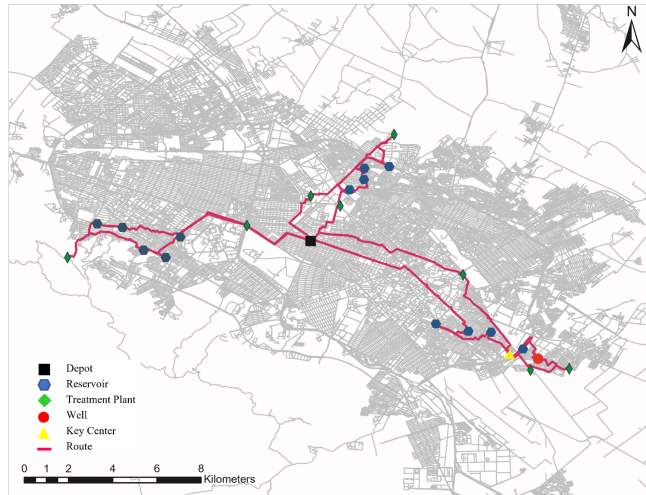 N
Depot
Reservoir
Treatment Plant
Well
Key Center
Route
0 1 2 4 6 8
Kilometers